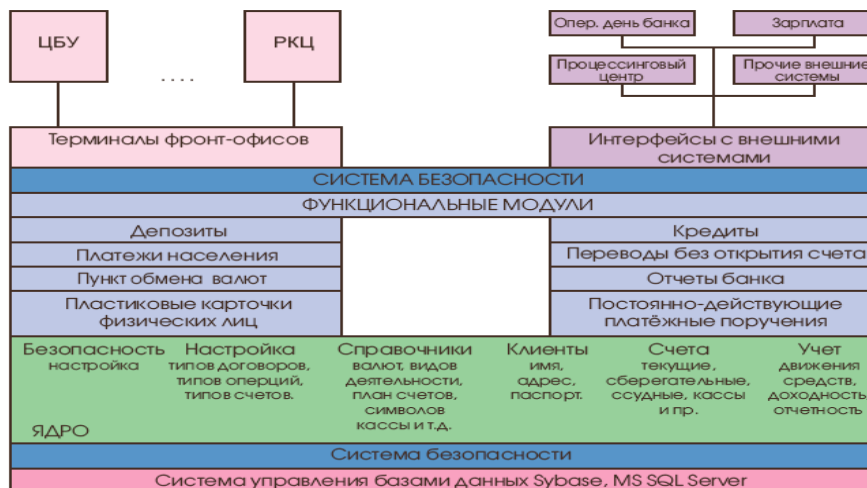 ЦБУ
....
РКЦ
Опер. день банка
Зарплата
Процессинговый
центр
Прочие внешние
системы
Терминалы фронт-офисов
Интерфейсы с внешними
системами
СИСТЕМА БЕЗОПАСНОСТИ
ФУНКЦИОНАЛЬНЫЕ МОДУЛИ
Депозиты
Платежи населения
Пункт обмена валют
Пластиковые карточки
физических лиц
Кредиты
Переводы без открытия счета
Отчеты банка
Постоянно-действующие
платёжные поручения
Безопасность
настройка
Настройка
типов договоров,
типов оперций,
типов счетов.
Справочники
валют, видов
деятельности,
план счетов,
символов
кассы и т.д.
Клиенты
имя,
адрес,
паспорт.
Счета
текущие,
сберегательные,
ссудные, кассы
и пр.
Учет
движения
средств,
доходность,
отчетность
ЯДРО
Система безопасности
Система управления базами данных Sybase, MS SQL Server